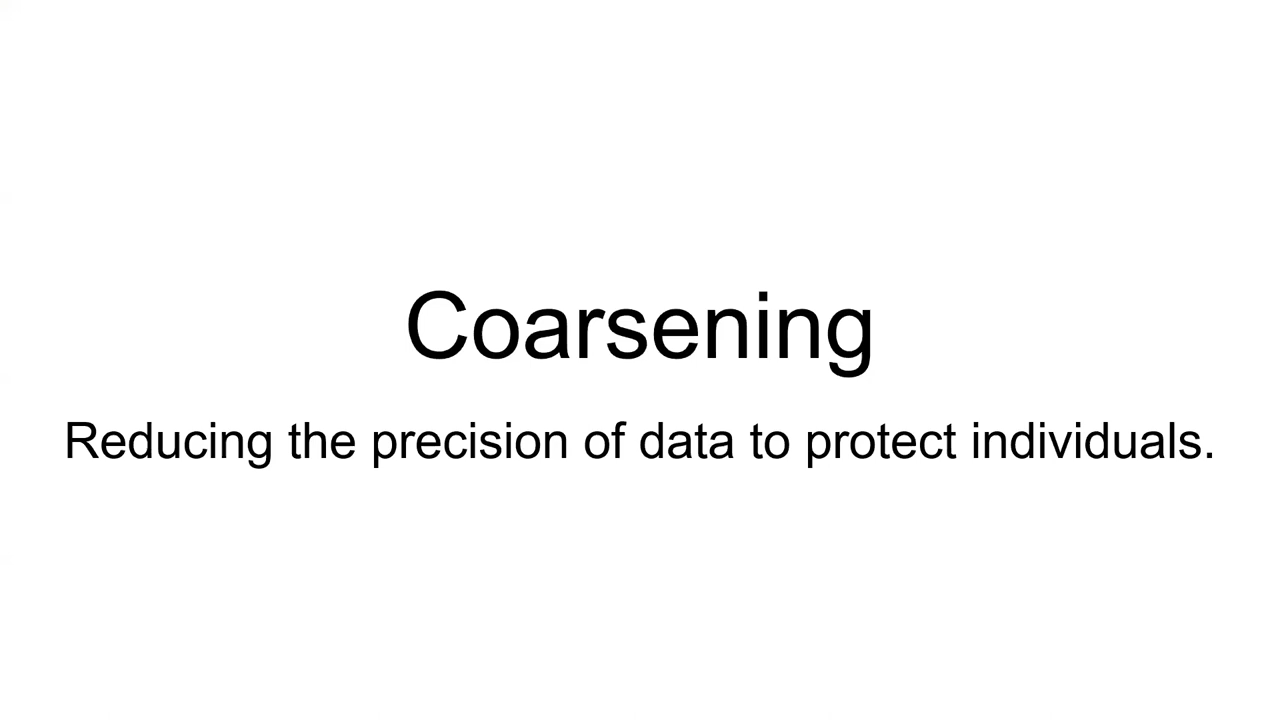 Coarsening
Reducing the precision of data to protect individuals.